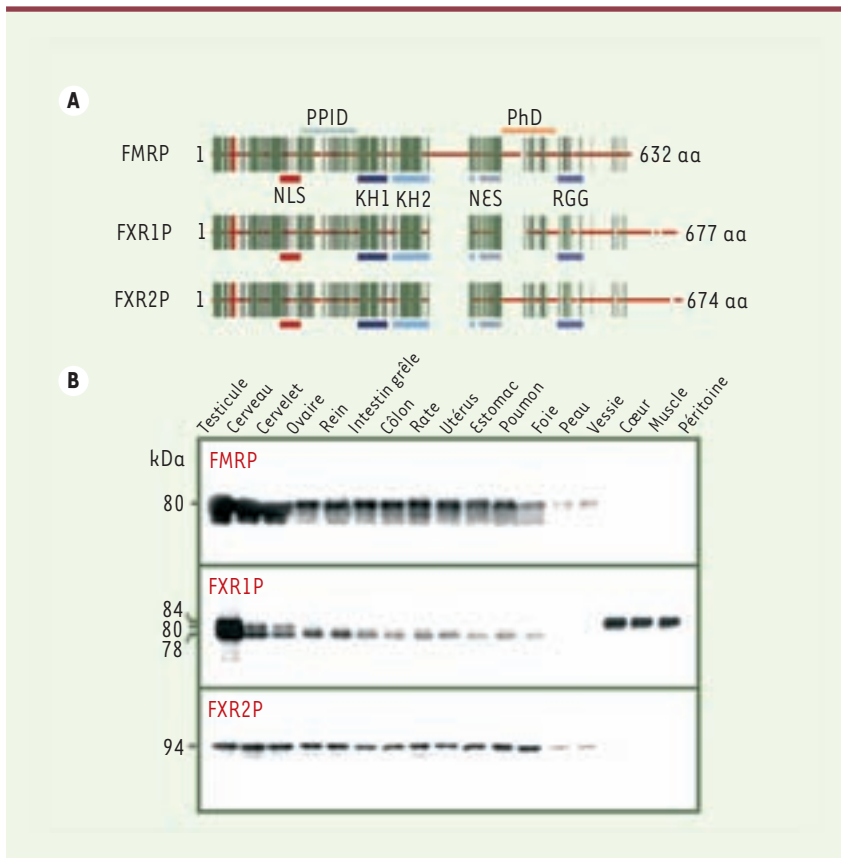 A
PPID PhD
FMRP 1 632 aa
NLS KH1 KH2 NES RGG
FXR1P 1 677 aa
FXR2P 1 674 aa
B
Testicule Cerveau Cervelet Ovaire Rein Intestin grêle Côlon Rate Utérus Estomac Poumon Foie Peau Vessie Cœur Muscle Péritoine
kDa FMRP
80
FXR1P
84
80
78
FXR2P
94